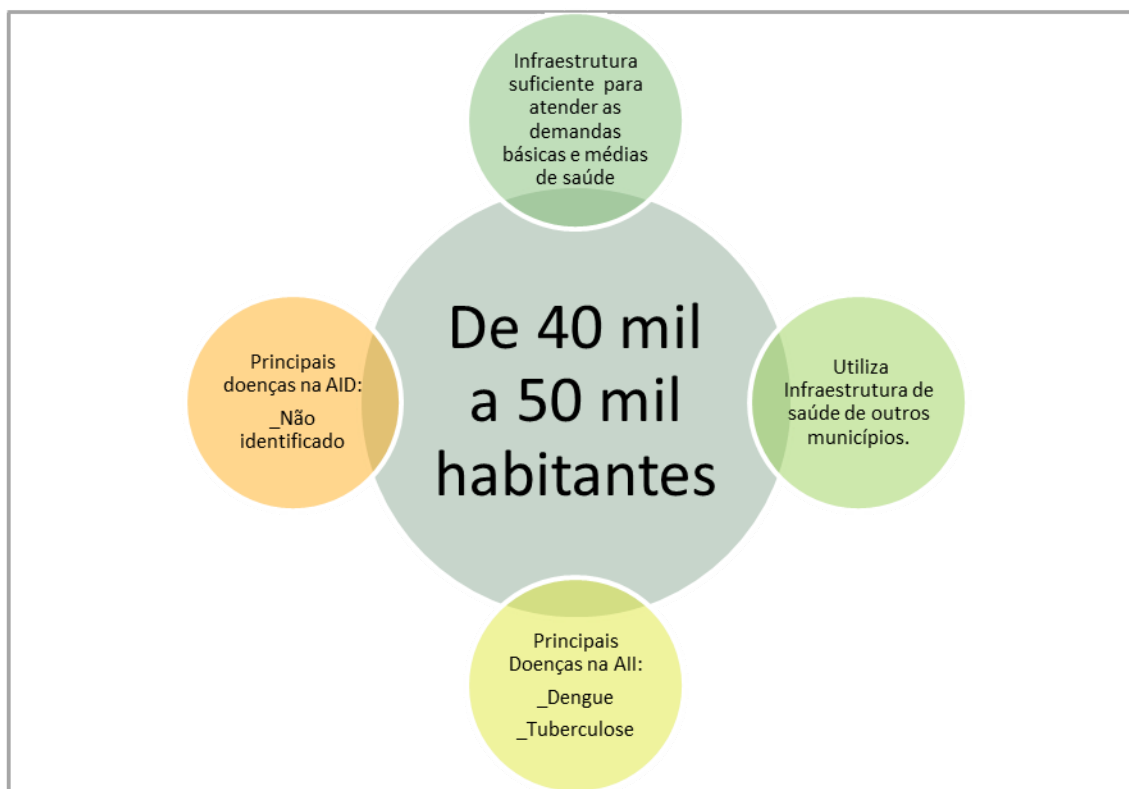 Infraestrutura
suficiente para
atender as
demandas
básicas e médias
de saúde
De 40 mil
a 50 mil
habitantes
Principais
doenças na AID:
_Não
identificado
Utiliza
Infraestrutura de
saúde de outros
municípios.
Principais
Doenças na AII:
_Dengue
_Tuberculose